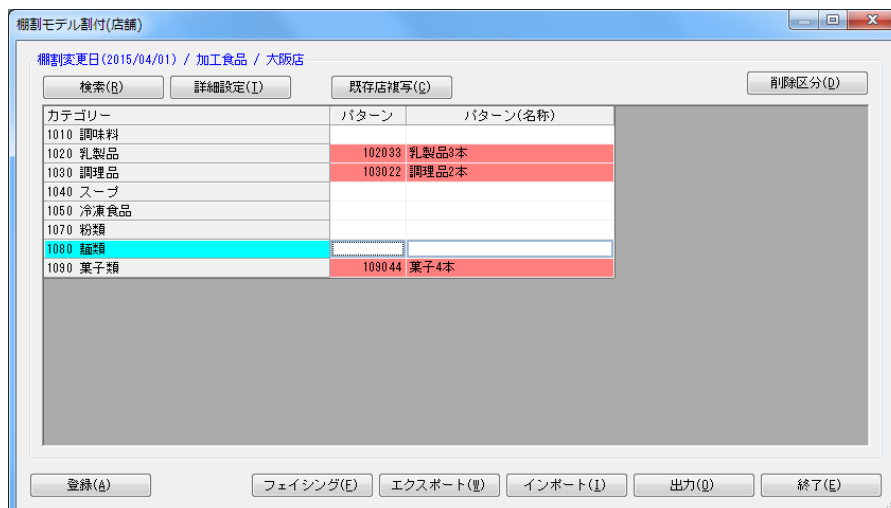 棚割モデル割付(店舗)
棚割変更日(2015/04/01) / 加工食品 / 大阪店
検索(R) 詳細設定(T) 既存店複写(C) 削除区分(D)
カテゴリー パターン パターン(名称)
1010 調味料
1020 乳製品 102033 乳製品3本
1030 調理品 103022 調理品2本
1040 スープ
1050 冷凍食品
1070 粉類
1080 麺類
1090 菓子類 109044 菓子4本
登録(A) フェイシング(F) エクスポート(W) インポート(I) 出力(O) 終了(E)